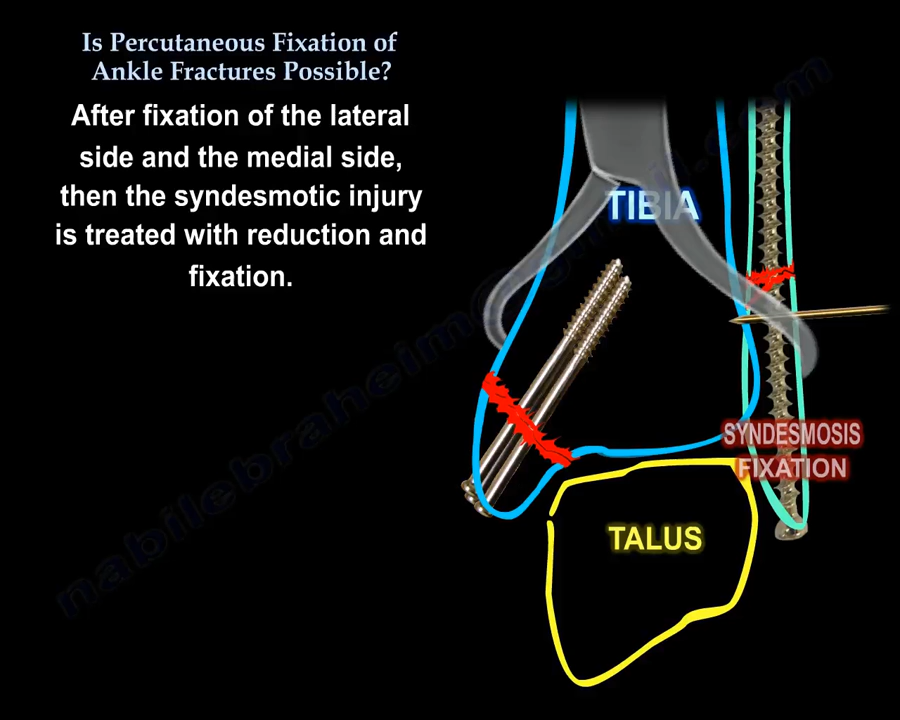 Is Percutaneous Fixation of
Ankle Fractures Possible?
After fixation of the lateral
side and the medial side,
then the syndesmotic injury
is treated with reduction and
fixation.
TIBIA
SYNDESMOSIS
FIXATION
TALUS